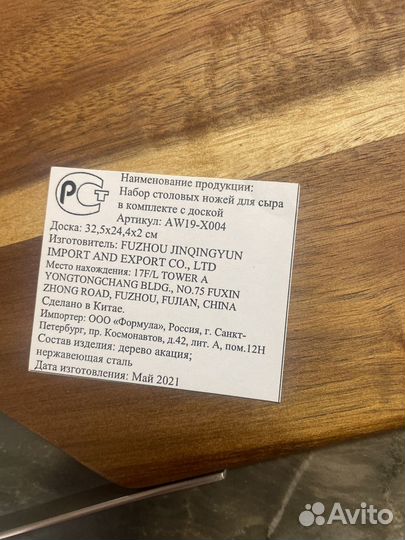 РСТ
Наименование продукции:
Набор столовых ножей для сыра
в комплекте с доской
Артикул: AW19-X004
Доска: 32,5x24,4x2 см
Изготовитель: FUZHOU JINQINGYUN
IMPORT AND EXPORT CO., LTD
Место нахождения: 17F/L TOWER A
YONGTONGCHANG BLDG., NO.75 FUXIN
ZHONG ROAD, FUZHOU, FUJIAN, CHINA
Сделано в Китае.
Импортер: ООО «Формула», Россия, г. Санкт-
Петербург, пр. Космонавтов, д.42, лит. А, пом.12Н
Состав изделия: дерево акация;
нержавеющая сталь
Дата изготовления: Май 2021
Avito